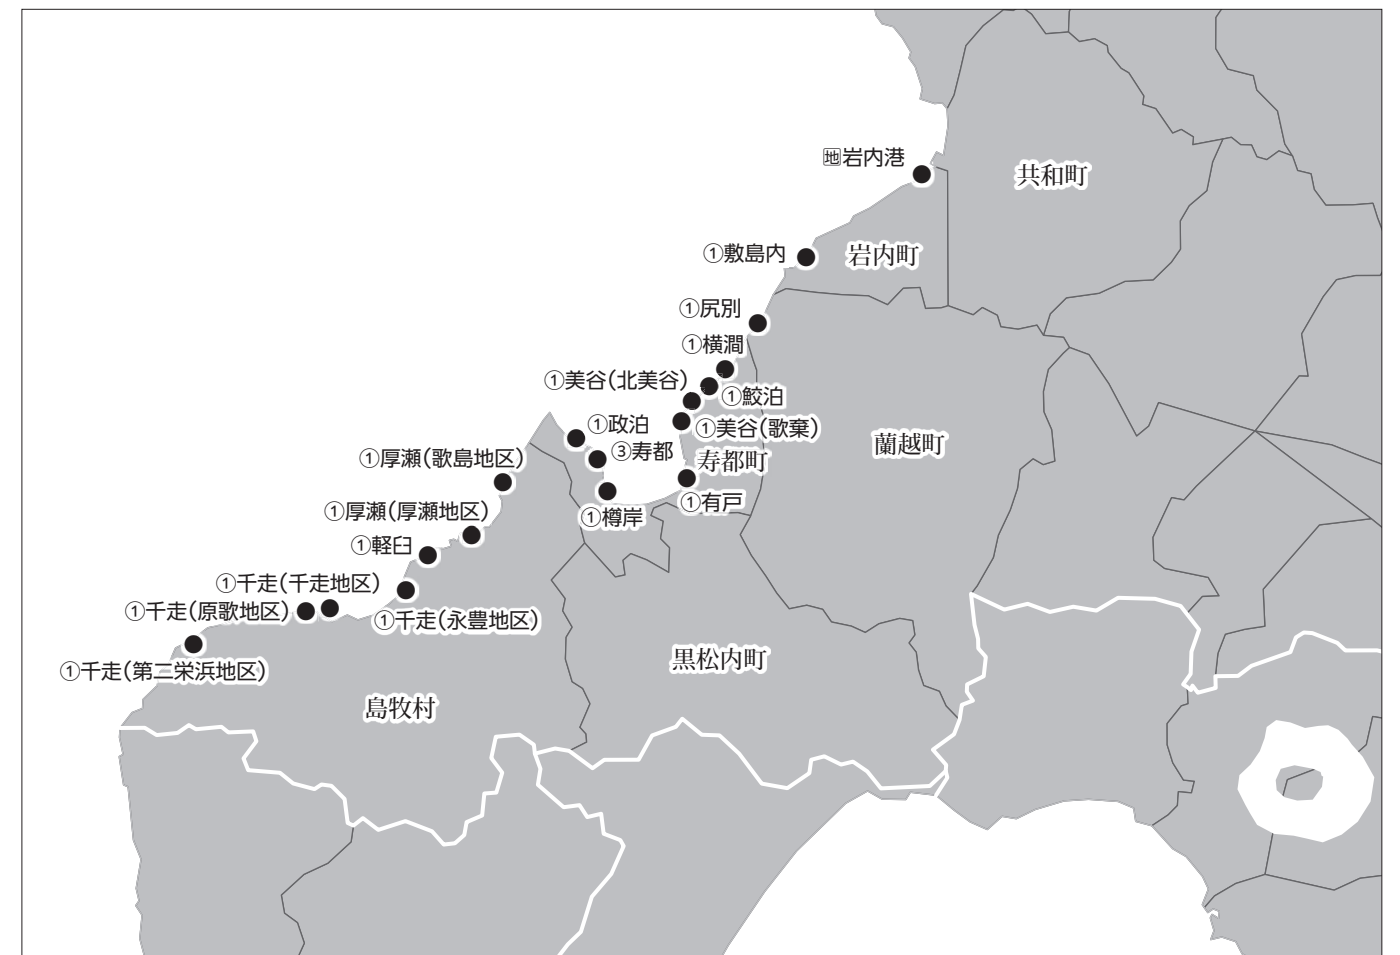 地岩内港
共和町
①敷島内
岩内町
①尻別
①横澗
①美谷(北美谷)
①鮫泊
①政泊
①美谷(歌棄)
蘭越町
③寿都
寿都町
①厚瀬(歌島地区)
①有戸
①厚瀬(厚瀬地区)
①樽岸
①軽臼
①千走(千走地区)
①千走(原歌地区)
①千走(永豊地区)
黒松内町
①千走(第二栄浜地区)
島牧村